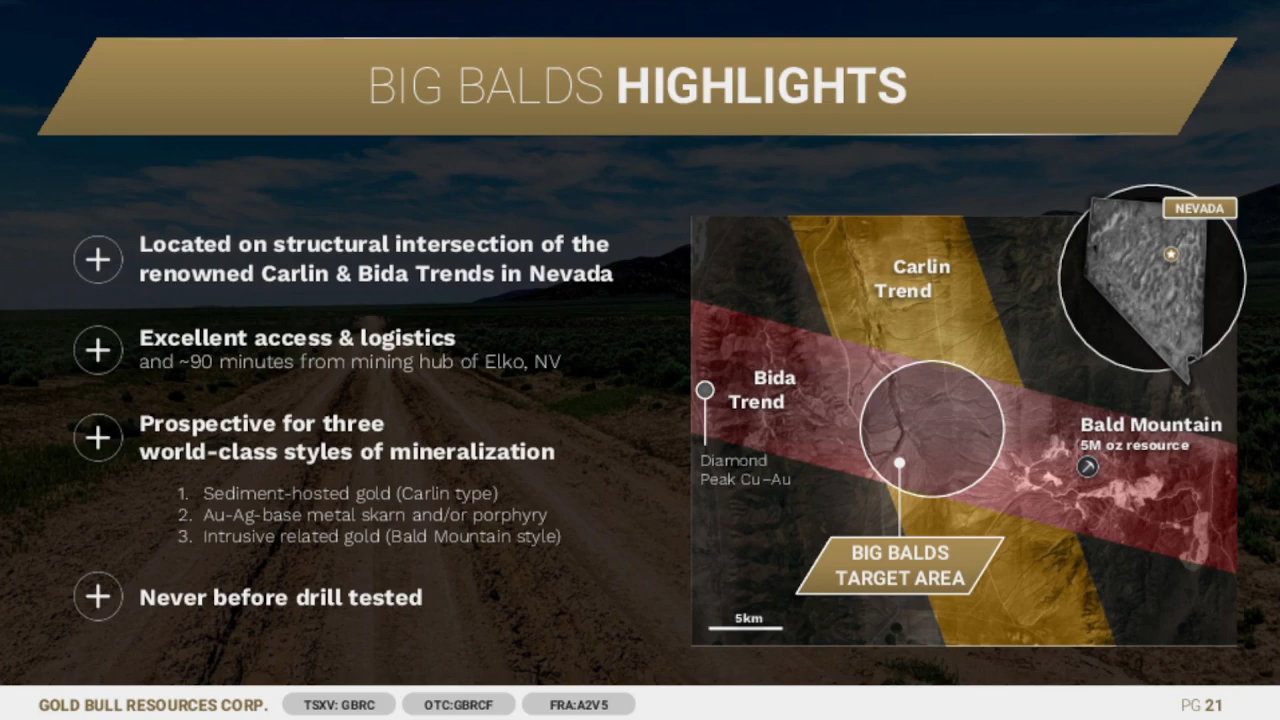 BIG BALDS HIGHLIGHTS
Located on structural intersection of the
renowned Carlin & Bida Trends in Nevada
Excellent access & logistics
and ~90 minutes from mining hub of Elko, NV
Prospective for three
world-class styles of mineralization
1. Sediment-hosted gold (Carlin type)
2. Au-Ag-base metal skarn and/or porphyry
3. Intrusive related gold (Bald Mountain style)
Never before drill tested
NEVADA
Carlin
Trend
Bida
Trend
Diamond
Peak Cu-Au
Bald Mountain
5M oz resource
BIG BALDS
TARGET AREA
5km
GOLD BULL RESOURCES CORP.
TSXV: GBRC
OTC:GBRCF
FRA:A2V5
PG 21